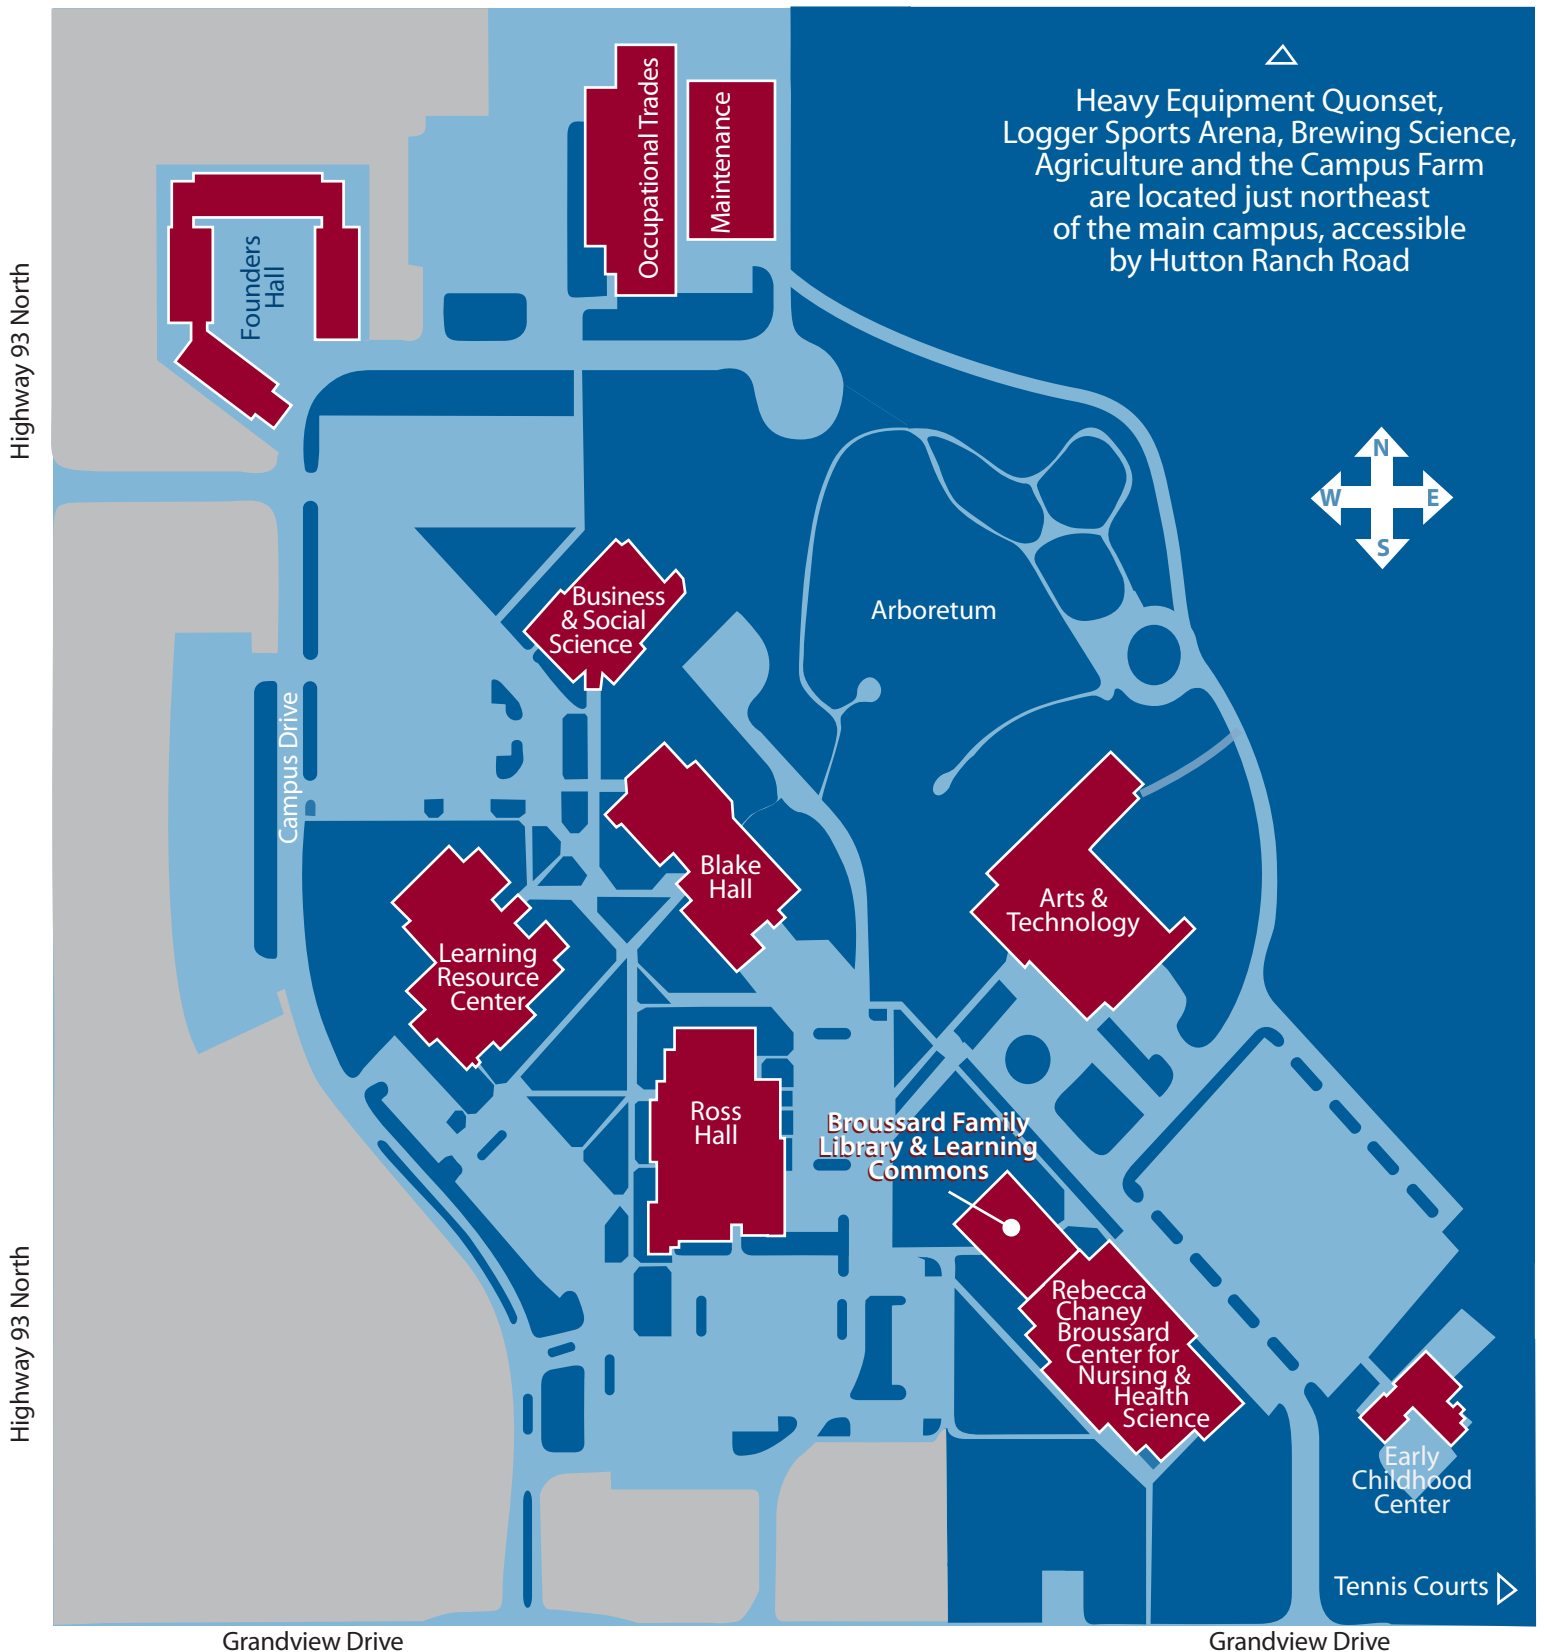 Heavy Equipment Quonset,
Logger Sports Arena, Brewing Science,
Agriculture and the Campus Farm
are located just northeast
of the main campus, accessible
by Hutton Ranch Road
Occupational Trades
Maintenance
Founders
Hall
Highway 93 North
N
W
E
S
Business
& Social
Science
Arboretum
Campus Drive
Blake
Hall
Arts &
Technology
Learning
Resource
Center
Ross
Hall
Broussard Family
Library & Learning
Commons
Rebecca
Chaney
Broussard
Center for
Nursing &
Health
Science
Highway 93 North
Early
Childhood
Center
Tennis Courts
Grandview Drive
Grandview Drive